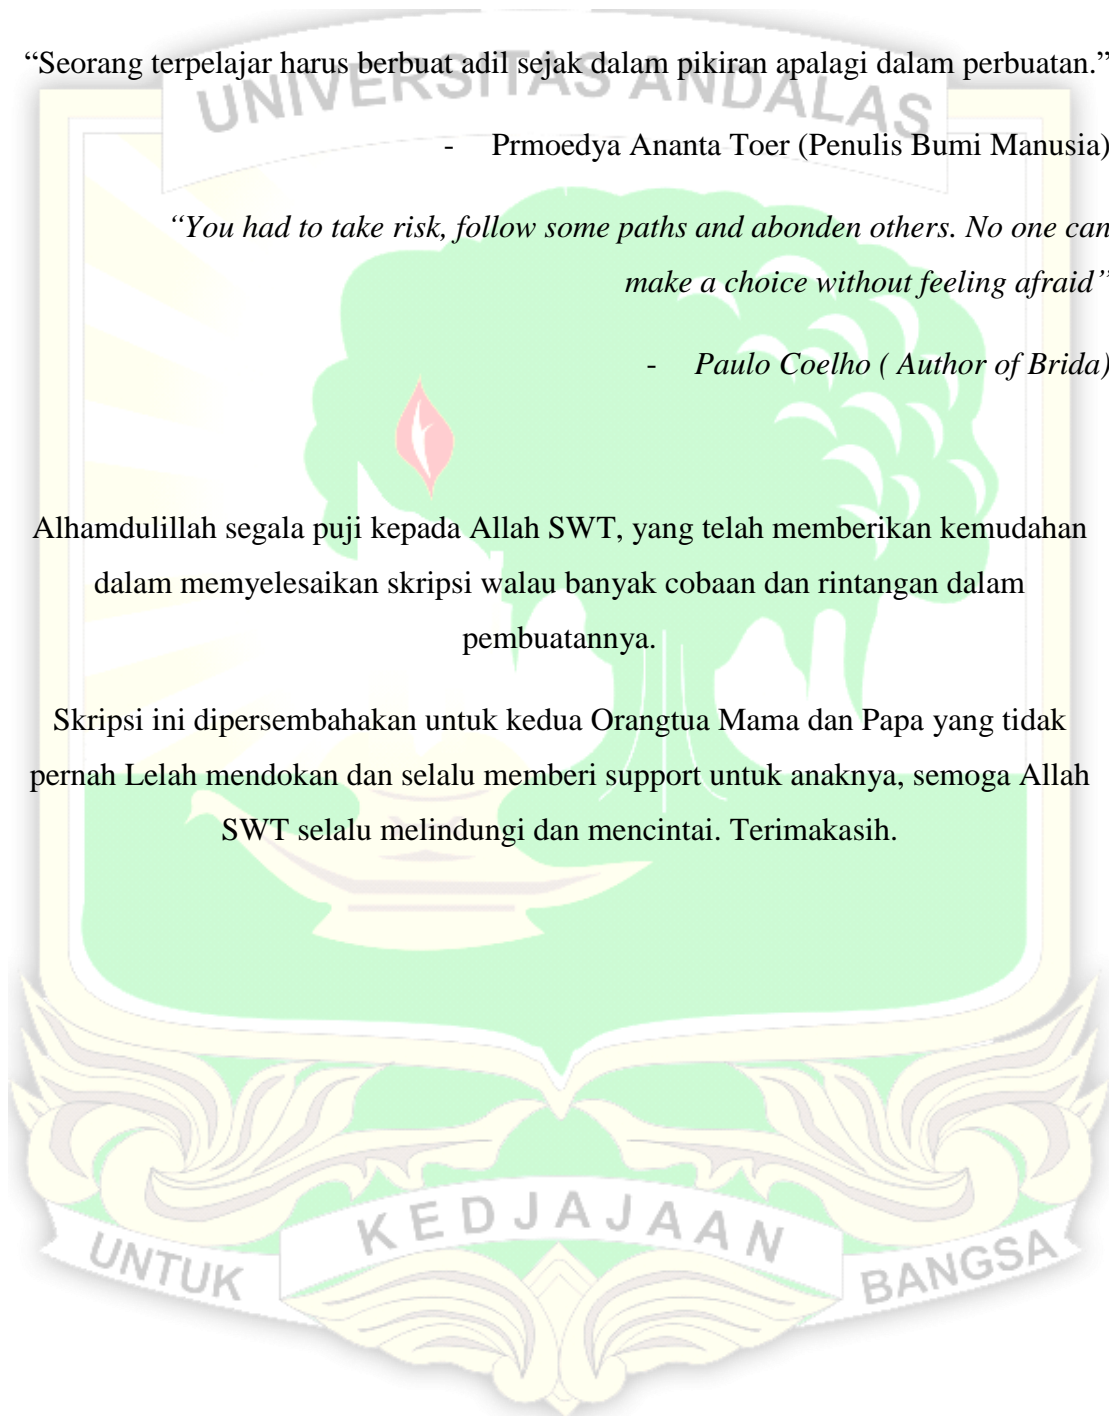 “Seorang terpelajar harus berbuat adil sejak dalam pikiran apalagi dalam perbuatan.”
UNIVERSITAS ANDALAS
- Prmoedya Ananta Toer (Penulis Bumi Manusia)
“You had to take risk, follow some paths and abonden others. No one can
make a choice without feeling afraid”
- Paulo Coelho ( Author of Brida)
Alhamdulillah segala puji kepada Allah SWT, yang telah memberikan kemudahan
dalam memyelesaikan skripsi walau banyak cobaan dan rintangan dalam
pembuatannya.
Skripsi ini dipersembahakan untuk kedua Orangtua Mama dan Papa yang tidak
pernah Lelah mendokan dan selalu memberi support untuk anaknya, semoga Allah
SWT selalu melindungi dan mencintai. Terimakasih.
UNTUK KEDJAJAAN BANGSA